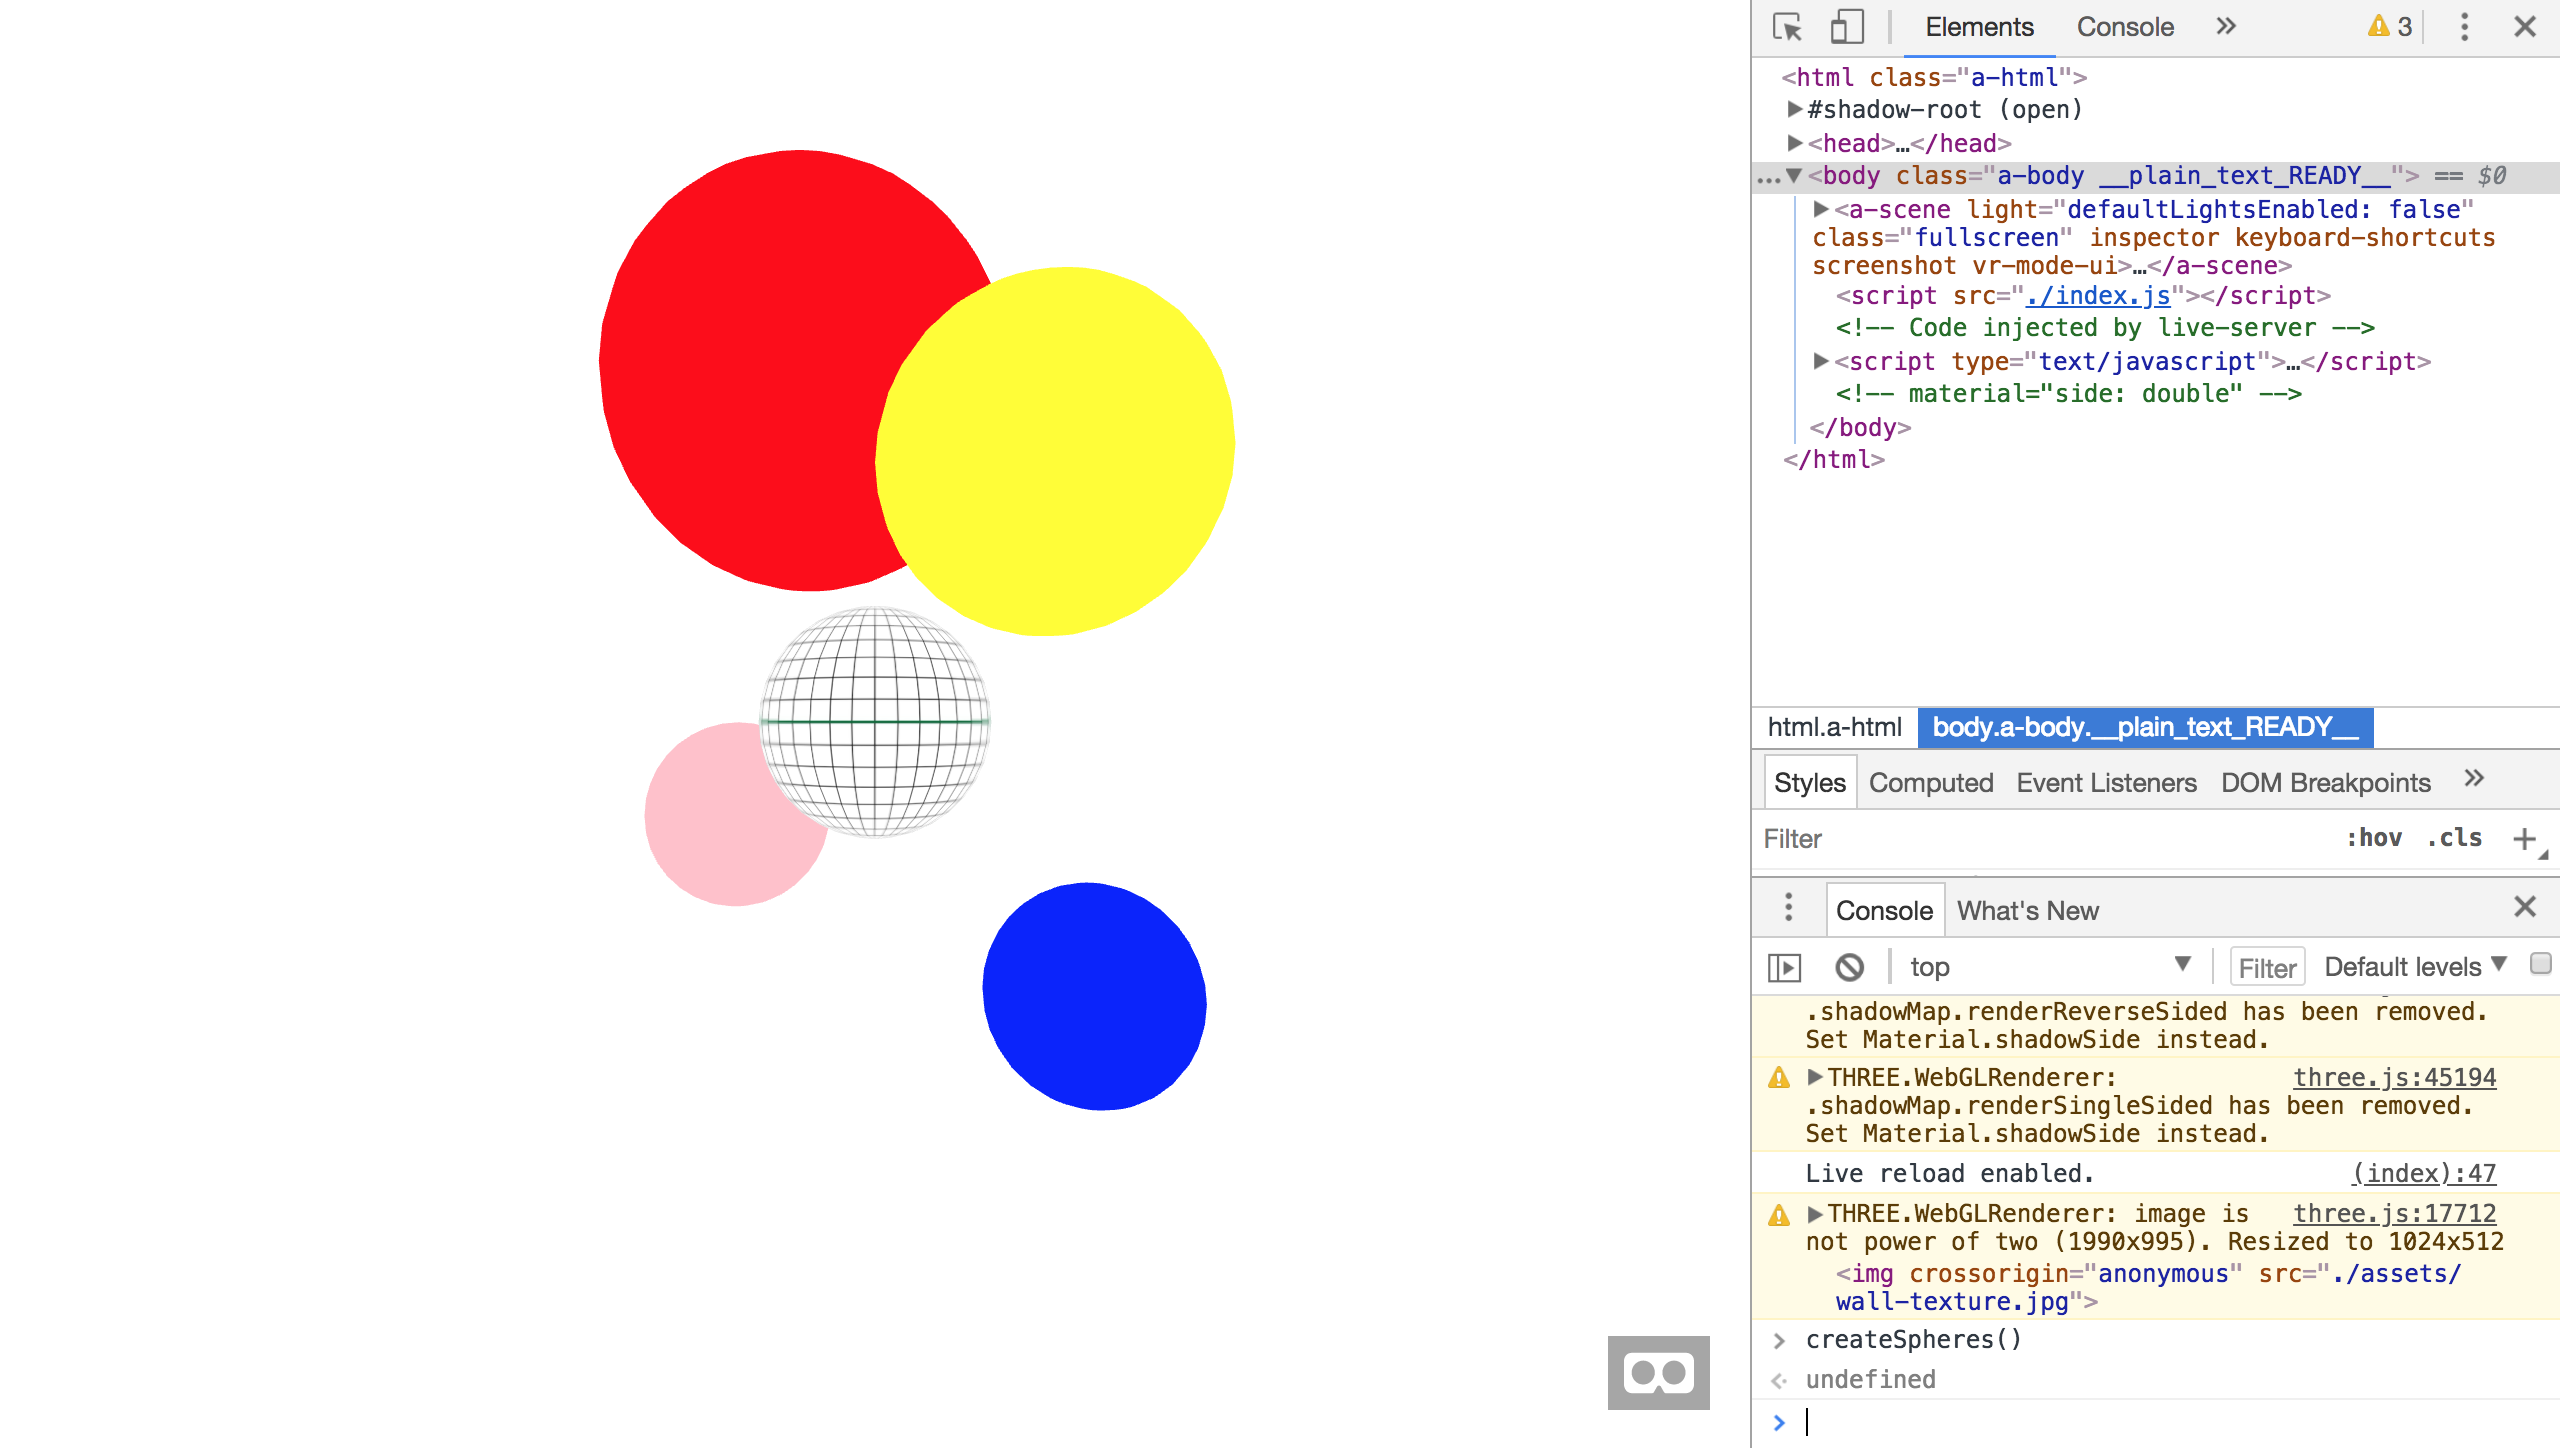 Elements Console » 3
<html class="a-html">
#shadow-root (open)
<head>…</head>
…<body class="a-body __plain_text_READY__"> == $0
<a-scene light="defaultLightsEnabled: false"
class="fullscreen" inspector keyboard-shortcuts
screenshot vr-mode-ui>…</a-scene>
<script src="./index.js"></script>
<!-- Code injected by live-server -->
<script type="text/javascript">…</script>
<!-- material="side: double" -->
</body>
</html>
html.a-html body.a-body.__plain_text_READY__
Styles Computed Event Listeners DOM Breakpoints »
Filter :hov .cls +
Console What's New
top Filter Default levels
.shadowMap.renderReverseSided has been removed.
Set Material.shadowSide instead.
THREE.WebGLRenderer: three.js:45194
.shadowMap.renderSingleSided has been removed.
Set Material.shadowSide instead.
Live reload enabled. (index):47
THREE.WebGLRenderer: image is three.js:17712
not power of two (1990x995). Resized to 1024x512
<img crossorigin="anonymous" src="./assets/
wall-texture.jpg">
> createSpheres()
undefined
>